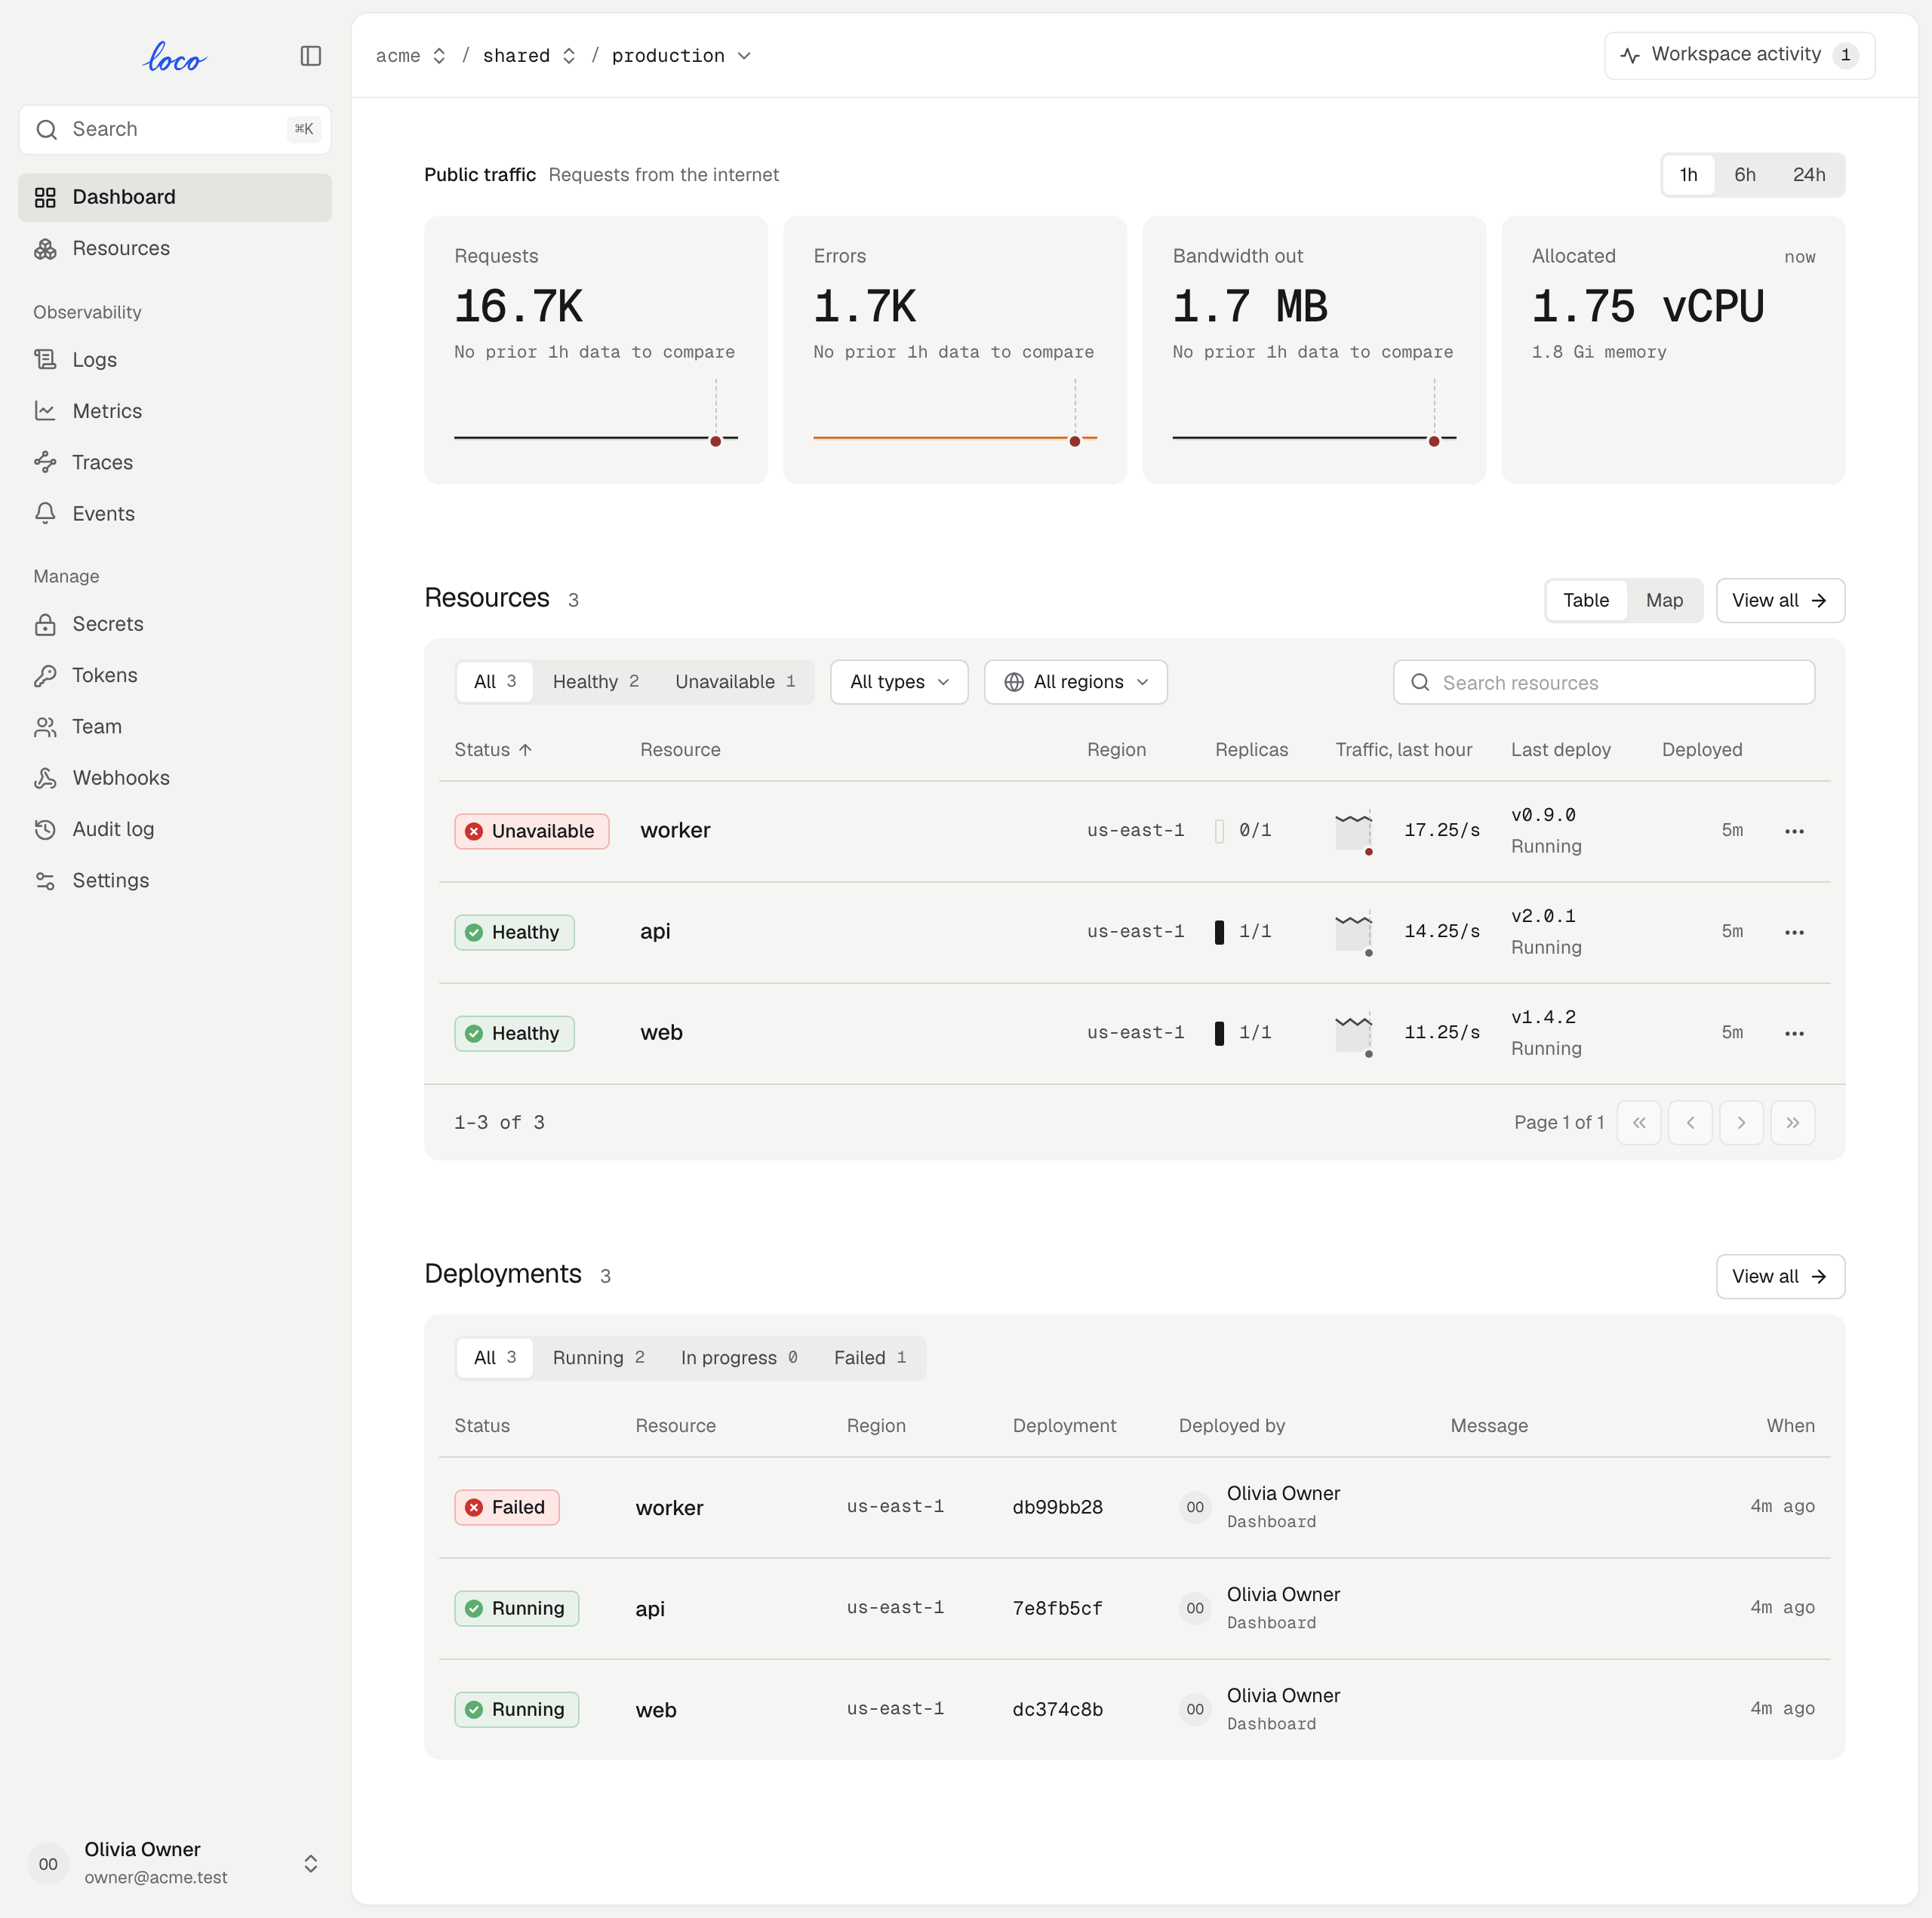 loco
acme / shared / production
Workspace activity 1
Search ⌘K
Dashboard
Resources
Observability
Logs
Metrics
Traces
Events
Manage
Secrets
Tokens
Team
Webhooks
Audit log
Settings
Olivia Owner
OO
owner@acme.test
Public traffic Requests from the internet
1h 6h 24h
Requests
16.7K
No prior 1h data to compare
Errors
1.7K
No prior 1h data to compare
Bandwidth out
1.7 MB
No prior 1h data to compare
Allocated now
1.75 vCPU
1.8 Gi memory
Resources 3
Table Map View all
All 3 Healthy 2 Unavailable 1 All types All regions Search resources
Status Resource Region Replicas Traffic, last hour Last deploy Deployed
Unavailable worker us-east-1 0/1 17.25/s v0.9.0 5m
Running
Healthy api us-east-1 1/1 14.25/s v2.0.1 5m
Running
Healthy web us-east-1 1/1 11.25/s v1.4.2 5m
Running
1–3 of 3 Page 1 of 1
Deployments 3 View all
All 3 Running 2 In progress 0 Failed 1
Status Resource Region Deployment Deployed by Message When
Failed worker us-east-1 db99bb28 OO Olivia Owner 4m ago
Dashboard
Running api us-east-1 7e8fb5cf OO Olivia Owner 4m ago
Dashboard
Running web us-east-1 dc374c8b OO Olivia Owner 4m ago
Dashboard